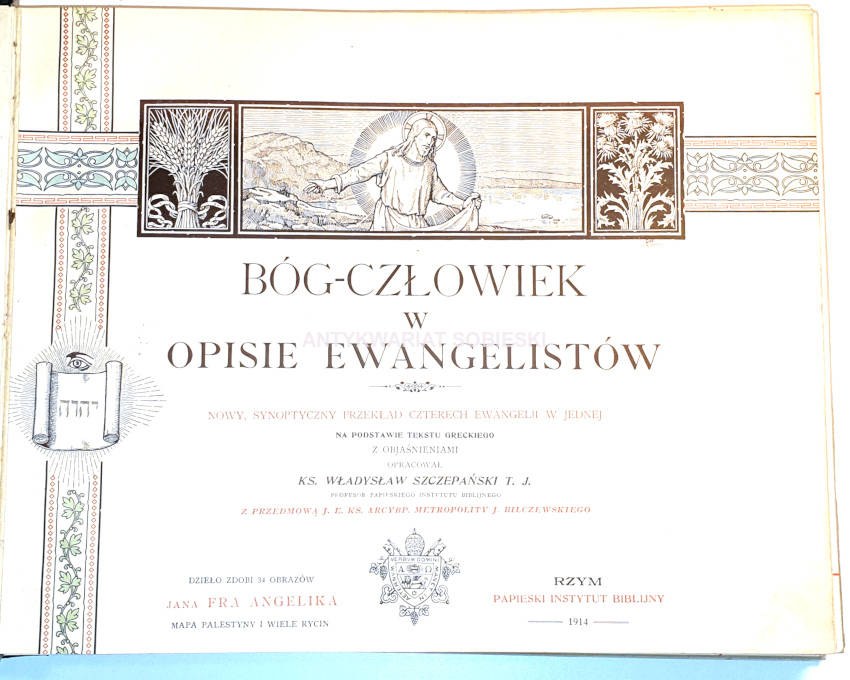 BÓG-CZŁOWIEK
W
ANTYKWARIAT SOBIESKI
OPISIE EWANGELISTÓW
NOWY, SYNOPTYCZNY PRZEKŁAD CZTERECH EWANGELJI W JEDNEJ
NA PODSTAWIE TEKSTU GRECKIEGO
Z OBJAŚNIENIAMI
OPRACOWAŁ
KS. WŁADYSŁAW SZCZEPAŃSKI T. J.
PROFESOR PAPIESKIEGO INSTYTUTU BIBLIJNEGO
Z PRZEDMOWĄ J. E. KS. ARCYBP. METROPOLITY J. BILCZEWSKIEGO
יהוה
VERBVM DOMINI
A Ω
DZIEŁO ZDOBI 34 OBRAZÓW
JANA FRA ANGELIKA
MAPA PALESTYNY I WIELE RYCIN
RZYM
PAPIESKI INSTYTUT BIBLIJNY
1914